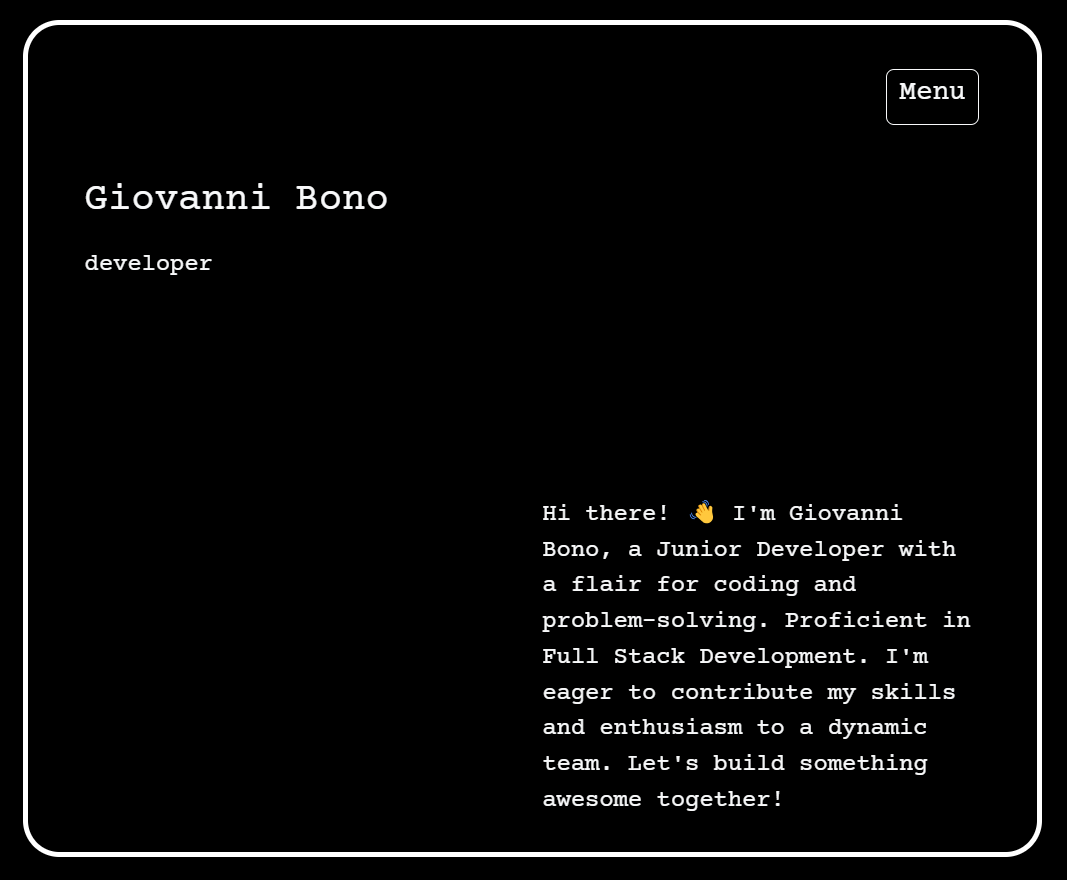 Menu
Giovanni Bono
developer
Hi there! 👋 I'm Giovanni
Bono, a Junior Developer with
a flair for coding and
problem-solving. Proficient in
Full Stack Development. I'm
eager to contribute my skills
and enthusiasm to a dynamic
team. Let's build something
awesome together!